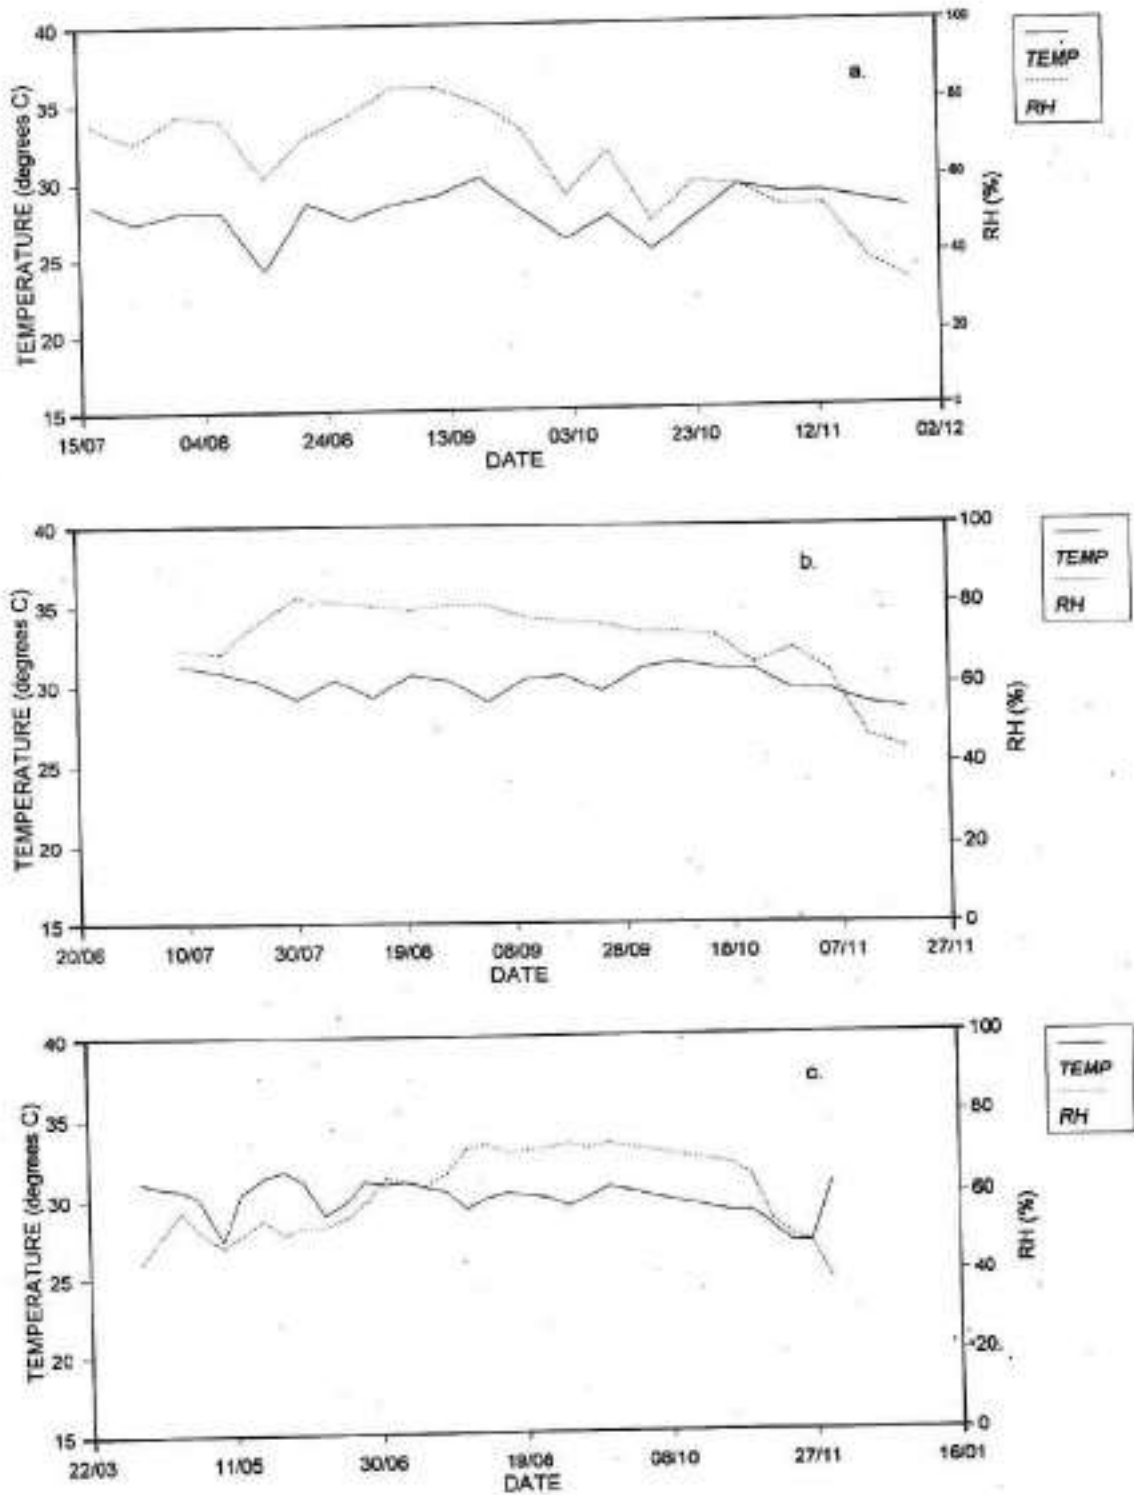 40
35
30
25
20
15
TEMPERATURE (degrees C)
100
80
60
40
20
0
RH (%)
a.
TEMP
RH
15/07 04/08 24/08 13/09 03/10 23/10 12/11 02/12
DATE
40
35
30
25
20
15
TEMPERATURE (degrees C)
100
80
60
40
20
0
RH (%)
b.
TEMP
RH
20/06 10/07 30/07 19/08 08/09 28/09 18/10 07/11 27/11
DATE
40
35
30
25
20
15
TEMPERATURE (degrees C)
100
80
60
40
20
0
RH (%)
c.
TEMP
RH
22/03 11/05 30/06 19/08 08/10 27/11 16/01
DATE